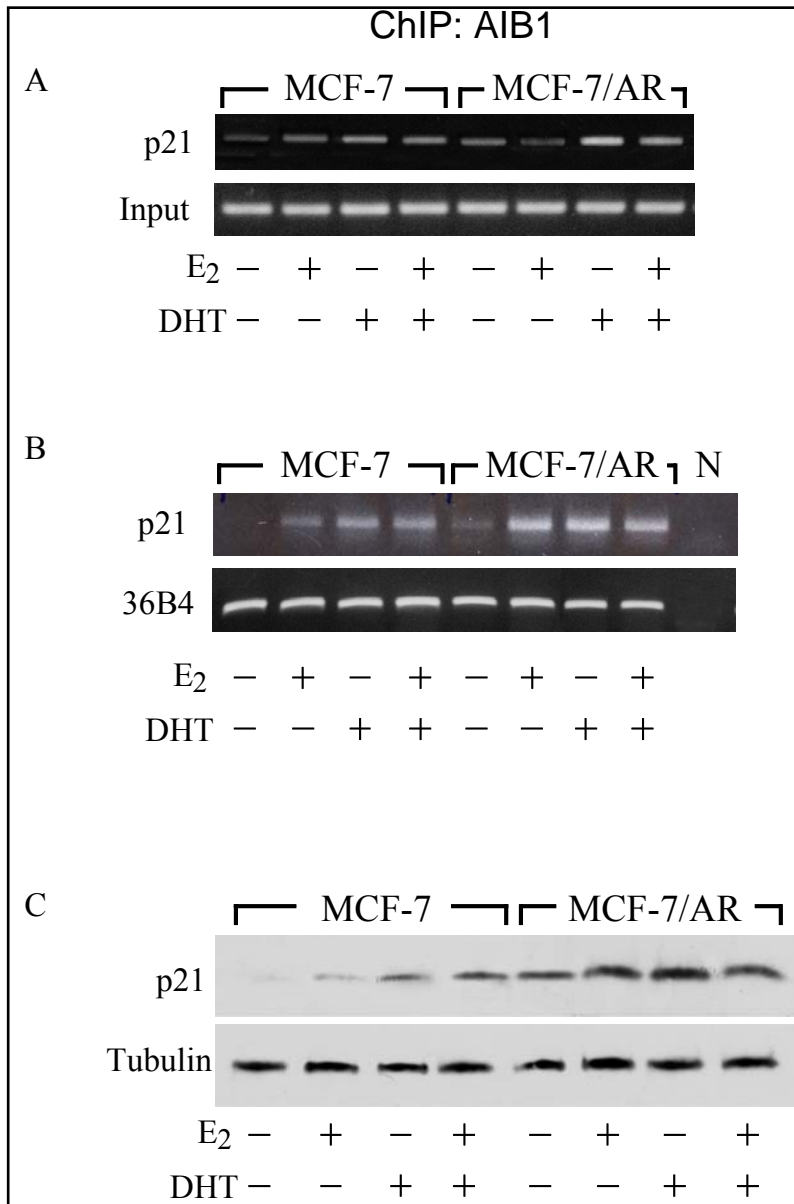 ChIP: AIB1
A
MCF-7 MCF-7/AR
p21
Input
E2 − + − + − + − +
DHT − − + + − − + +
B
MCF-7 MCF-7/AR N
p21
36B4
E2 − + − + − + − +
DHT − − + + − − + +
C
MCF-7 MCF-7/AR
p21
Tubulin
E2 − + − + − + − +
DHT − − + + − − + +